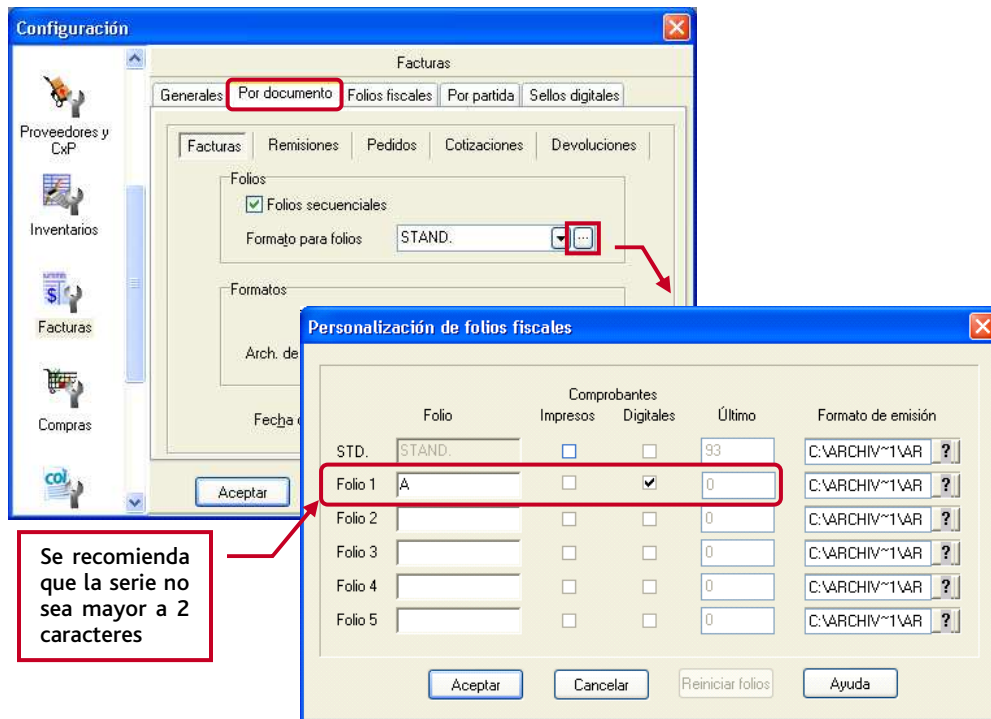 Configuración
Facturas
Generales Por documento Folios fiscales Por partida Sellos digitales
Proveedores y
CxP
Inventarios
Facturas
Compras
COI
Facturas Remisiones Pedidos Cotizaciones Devoluciones
Folios
Folios secuenciales
Formato para folios STAND. ...
Formatos
Arch. de
Fecha
Aceptar
Personalización de folios fiscales
Comprobantes
Folio Impresos Digitales Último Formato de emisión
STD. STAND. 93 C:\ARCHIV~1\AR ?
Folio 1 A 0 C:\ARCHIV~1\AR ?
Folio 2 0 C:\ARCHIV~1\AR ?
Folio 3 0 C:\ARCHIV~1\AR ?
Folio 4 0 C:\ARCHIV~1\AR ?
Folio 5 0 C:\ARCHIV~1\AR ?
Aceptar Cancelar Reiniciar folios Ayuda
Se recomienda
que la serie no
sea mayor a 2
caracteres